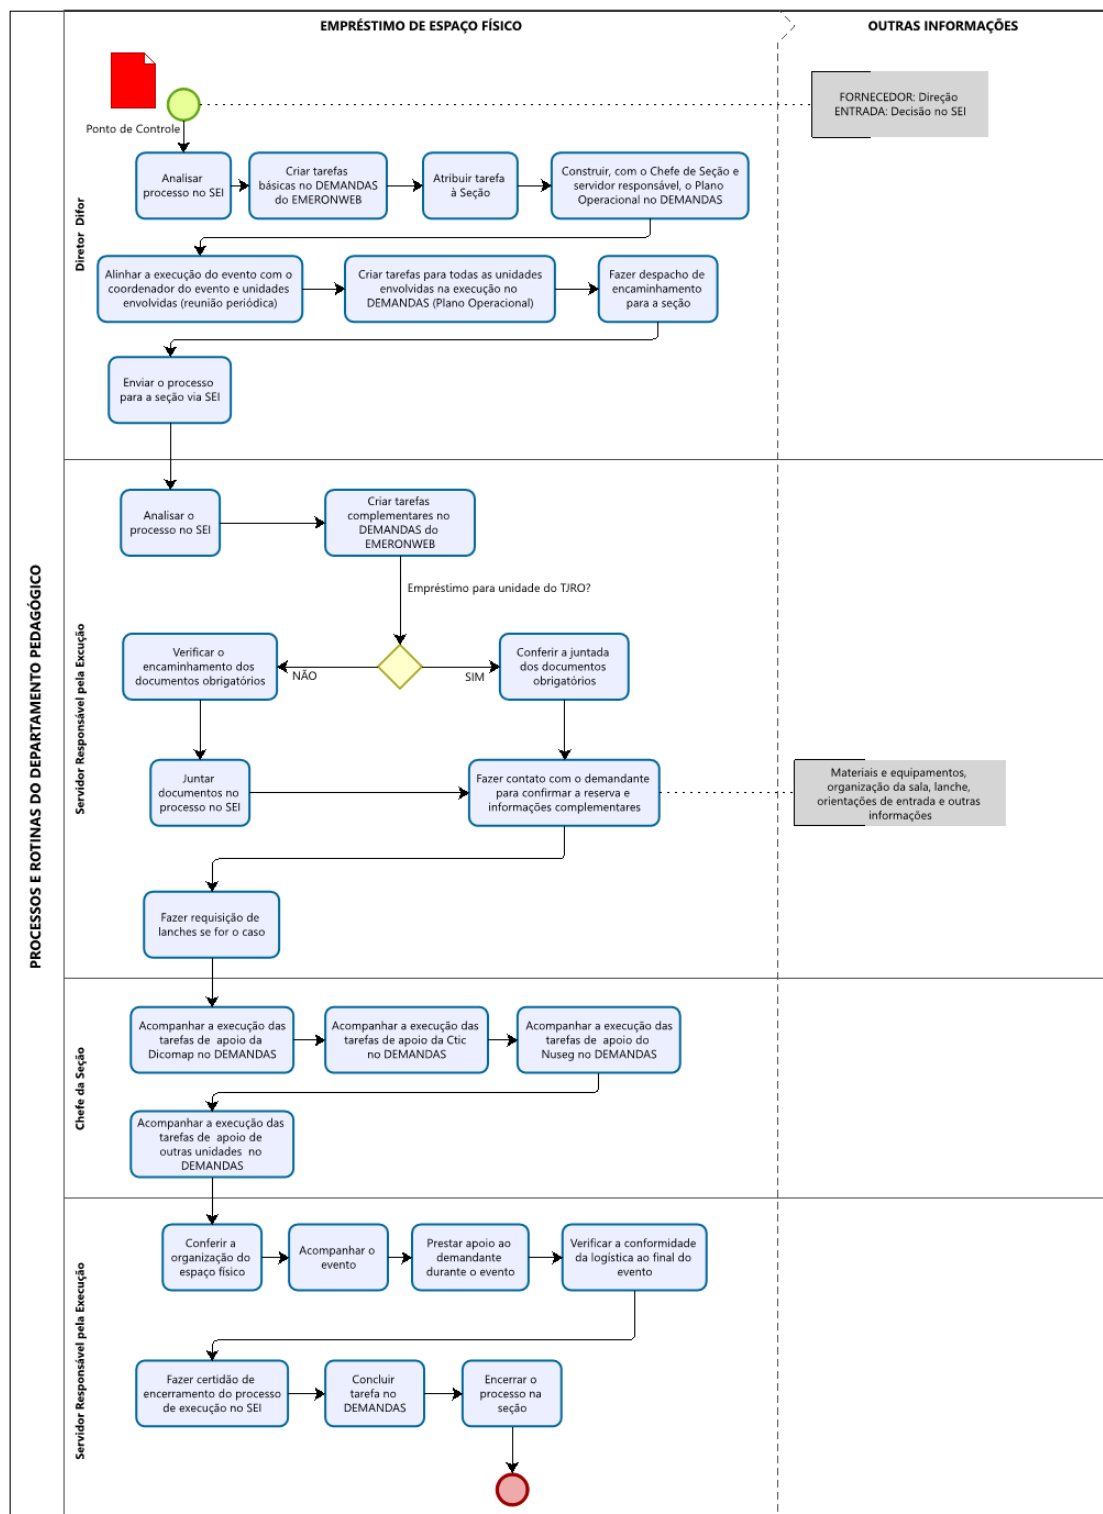 EMPRÉSTIMO DE ESPAÇO FÍSICO
OUTRAS INFORMAÇÕES
PROCESSOS E ROTINAS DO DEPARTAMENTO PEDAGÓGICO
Diretor Difor
Ponto de Controle
FORNECEDOR: Direção
ENTRADA: Decisão no SEI
Analisar
processo no SEI
Criar tarefas
básicas no DEMANDAS
do EMERONWEB
Atribuir tarefa
à Seção
Construir, com o Chefe de Seção e
servidor responsável, o Plano
Operacional no DEMANDAS
Alinhar a execução do evento com o
coordenador do evento e unidades
envolvidas (reunião periódica)
Criar tarefas para todas as unidades
envolvidas na execução no
DEMANDAS (Plano Operacional)
Fazer despacho de
encaminhamento
para a seção
Enviar o processo
para a seção via SEI
Servidor Responsável pela Excução
Analisar o
processo no SEI
Criar tarefas
complementares no
DEMANDAS do
EMERONWEB
Empréstimo para unidade do TJRO?
Verificar o
encaminhamento dos
documentos obrigatórios
NÃO
SIM
Conferir a juntada
dos documentos
obrigatórios
Juntar
documentos no
processo no SEI
Fazer contato com o demandante
para confirmar a reserva e
informações complementares
Materiais e equipamentos,
organização da sala, lanche,
orientações de entrada e outras
informações
Fazer requisição de
lanches se for o caso
Chefe da Seção
Acompanhar a execução das
tarefas de apoio da
Dicomap no DEMANDAS
Acompanhar a execução das
tarefas de apoio da Ctic
no DEMANDAS
Acompanhar a execução das
tarefas de apoio do
Nuseg no DEMANDAS
Acompanhar a execução das
tarefas de apoio de
outras unidades no
DEMANDAS
Servidor Responsável pela Execução
Conferir a
organização do
espaço físico
Acompanhar o
evento
Prestar apoio ao
demandante
durante o evento
Verificar a conformidade
da logística ao final do
evento
Fazer certidão de
encerramento do processo
de execução no SEI
Concluir
tarefa no
DEMANDAS
Encerrar o
processo na
seção